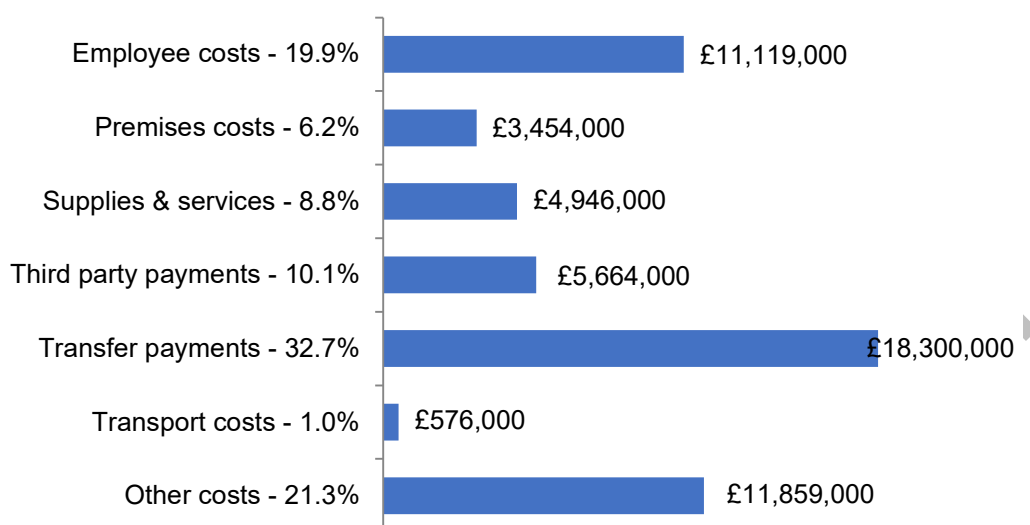 Employee costs - 19.9% £11,119,000
Premises costs - 6.2% £3,454,000
Supplies & services - 8.8% £4,946,000
Third party payments - 10.1% £5,664,000
Transfer payments - 32.7% £18,300,000
Transport costs - 1.0% £576,000
Other costs - 21.3% £11,859,000